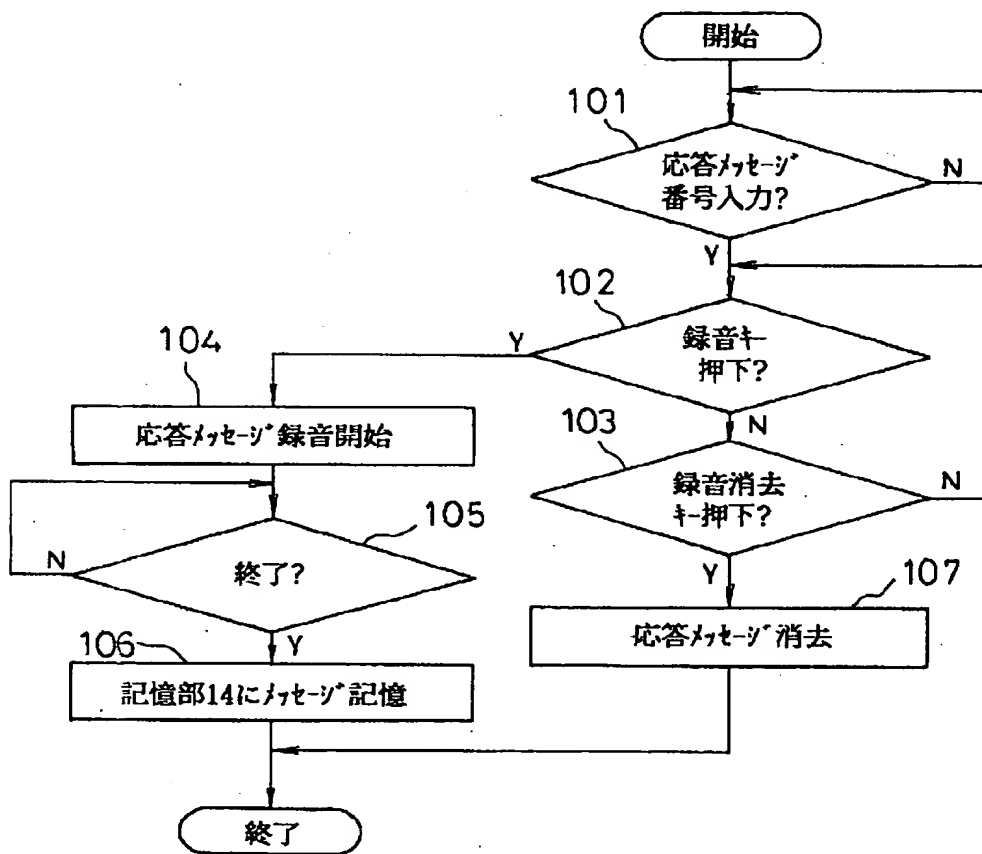 開始
101
応答ﾒｯｾｰｼﾞ
番号入力?
N
Y
102
録音ｷｰ
押下?
Y
N
104
応答ﾒｯｾｰｼﾞ録音開始
103
録音消去
ｷｰ押下?
N
Y
105
終了?
N
Y
107
応答ﾒｯｾｰｼﾞ消去
106
記憶部14にﾒｯｾｰｼﾞ記憶
終了